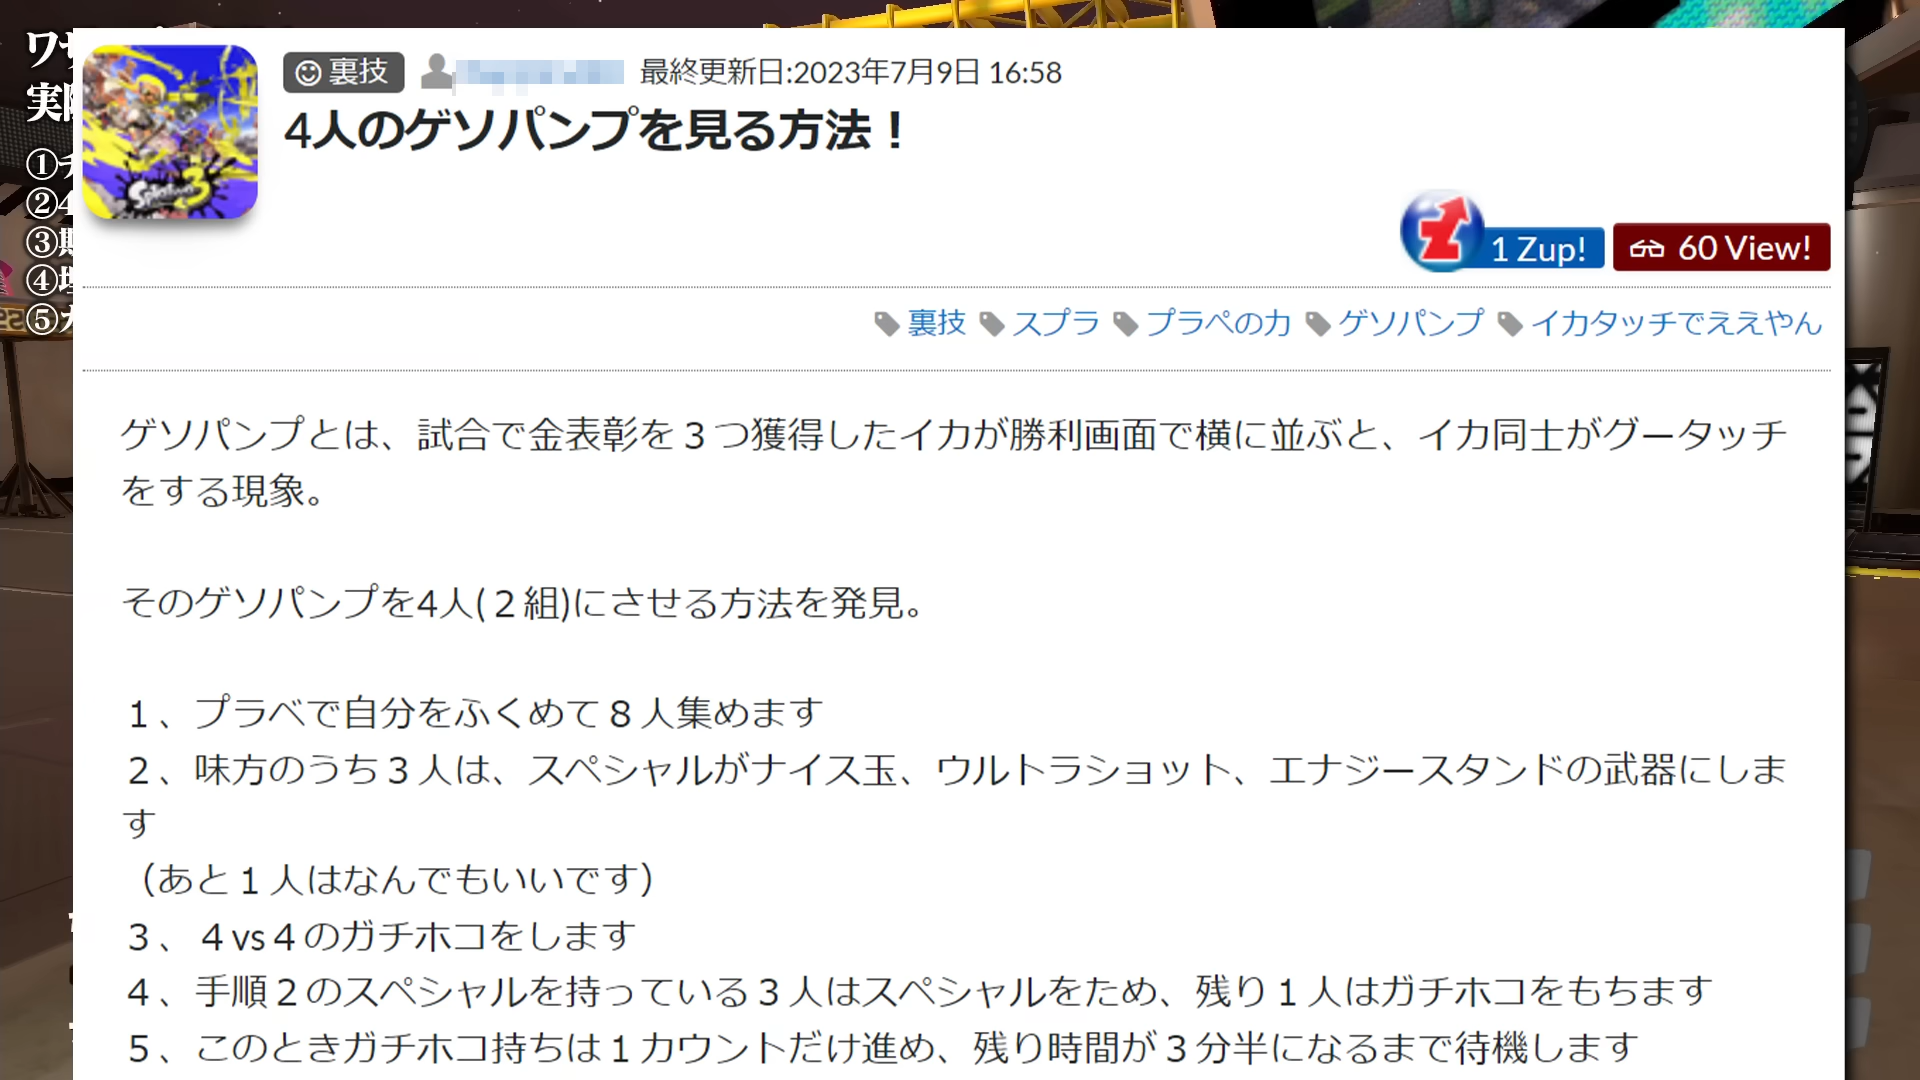 裏技
最終更新日:2023年7月9日 16:58
4人のゲソパンプを見る方法！
1 Zup!
60 View!
裏技 スプラ プラペの力 ゲソパンプ イカタッチでええやん
ゲソパンプとは、試合で金表彰を３つ獲得したイカが勝利画面で横に並ぶと、イカ同士がグータッチ
をする現象。
そのゲソパンプを4人(２組)にさせる方法を発見。
１、プラベで自分をふくめて８人集めます
２、味方のうち３人は、スペシャルがナイス玉、ウルトラショット、エナジースタンドの武器にしま
す
（あと１人はなんでもいいです）
３、４vs４のガチホコをします
４、手順２のスペシャルを持っている３人はスペシャルをため、残り１人はガチホコをもちます
５、このときガチホコ持ちは１カウントだけ進め、残り時間が３分半になるまで待機します
①
②4
③
④
⑤